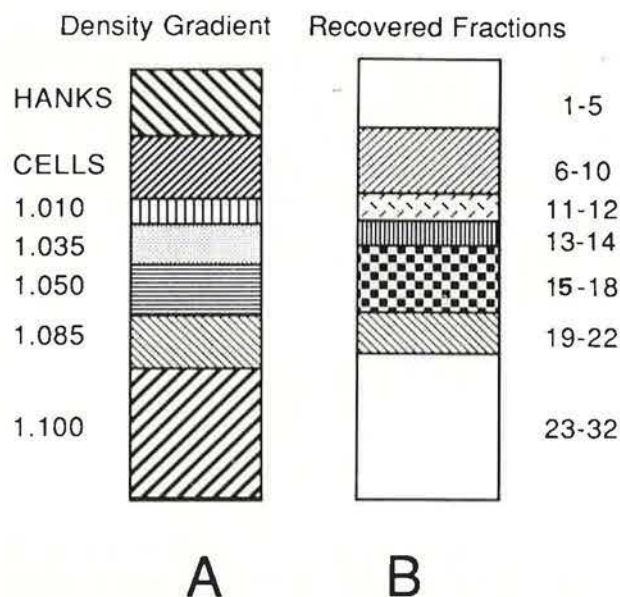 Density Gradient
Recovered Fractions
HANKS
CELLS
1.010
1.035
1.050
1.085
1.100
1-5
6-10
11-12
13-14
15-18
19-22
23-32
A
B